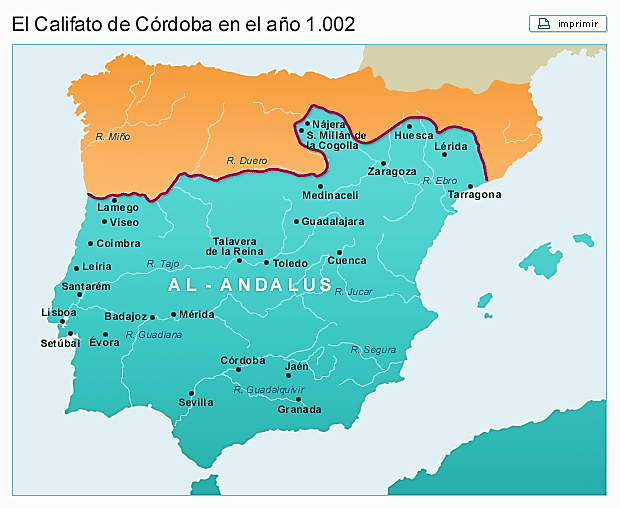 El Califato de Córdoba en el año 1.002
imprimir
R. Miño
Nájera
S. Millán de
la Cogolla
Huesca
R. Duero
Lérida
Zaragoza
R. Ebro
Tarragona
Medinaceli
Lamego
Viseo
Guadalajara
Coimbra
Talavera
de la Reina
Cuenca
Leiria
R. Tajo
Toledo
Santarém
AL - ANDALUS
R. Jucar
Lisboa
Badajoz
Mérida
Setúbal
Évora
R. Guadiana
R. Segura
Córdoba
Jaén
R. Guadalquivir
Sevilla
Granada